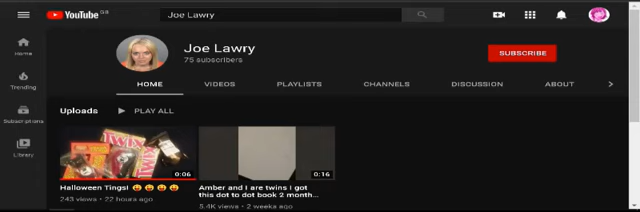 YouTube GB
Joe Lawry
Joe Lawry
75 subscribers
SUBSCRIBE
HOME VIDEOS PLAYLISTS CHANNELS DISCUSSION ABOUT
Home
Trending
Subscriptions
Library
Uploads PLAY ALL
TWIX
0:06
0:16
Halloween Tings! 🎃 🎃 🎃 🎃
243 views • 22 hours ago
Amber and I are twins I got
this dot to dot book 2 month...
5.4K views • 2 weeks ago